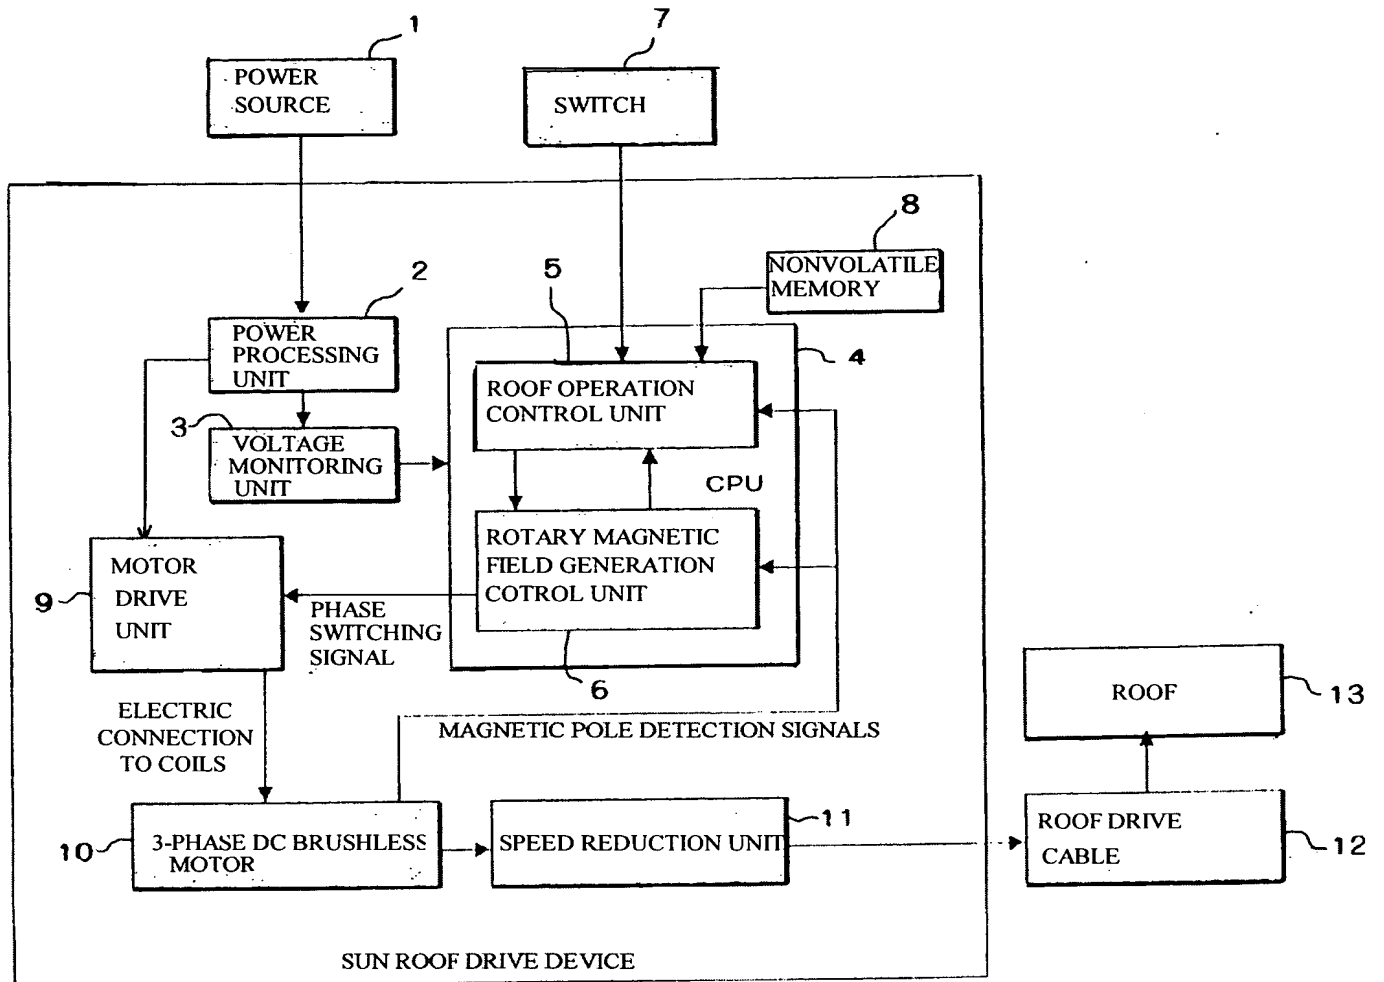 1
7
POWER
SOURCE
SWITCH
8
NONVOLATILE
MEMORY
2
5
POWER
PROCESSING
UNIT
4
ROOF OPERATION
CONTROL UNIT
3
VOLTAGE
MONITORING
UNIT
CPU
ROTARY MAGNETIC
FIELD GENERATION
COTROL UNIT
MOTOR
DRIVE
UNIT
9
PHASE
SWITCHING
SIGNAL
6
ROOF
13
ELECTRIC
CONNECTION
TO COILS
MAGNETIC POLE DETECTION SIGNALS
3-PHASE DC BRUSHLESS
MOTOR
10
SPEED REDUCTION UNIT
11
ROOF DRIVE
CABLE
12
SUN ROOF DRIVE DEVICE